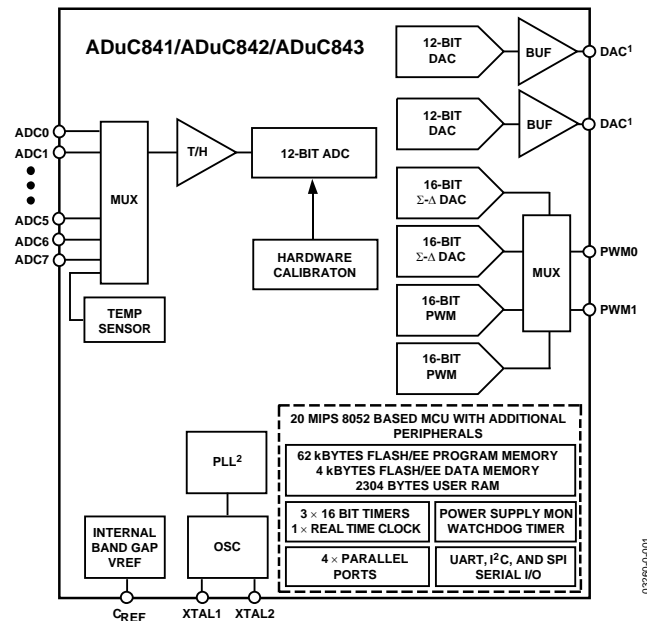 ADuC841/ADuC842/ADuC843
12-BIT
DAC
BUF
DAC¹
12-BIT
DAC
BUF
DAC¹
ADC0
ADC1
ADC5
ADC6
ADC7
MUX
T/H
12-BIT ADC
HARDWARE
CALIBRATON
TEMP
SENSOR
16-BIT
Σ-Δ DAC
16-BIT
Σ-Δ DAC
16-BIT
PWM
16-BIT
PWM
MUX
PWM0
PWM1
20 MIPS 8052 BASED MCU WITH ADDITIONAL
PERIPHERALS
62 kBYTES FLASH/EE PROGRAM MEMORY
4 kBYTES FLASH/EE DATA MEMORY
2304 BYTES USER RAM
3 × 16 BIT TIMERS
1 × REAL TIME CLOCK
POWER SUPPLY MON
WATCHDOG TIMER
4 × PARALLEL
PORTS
UART, I²C, AND SPI
SERIAL I/O
PLL²
OSC
INTERNAL
BAND GAP
VREF
CREF
XTAL1
XTAL2
03260-0-001